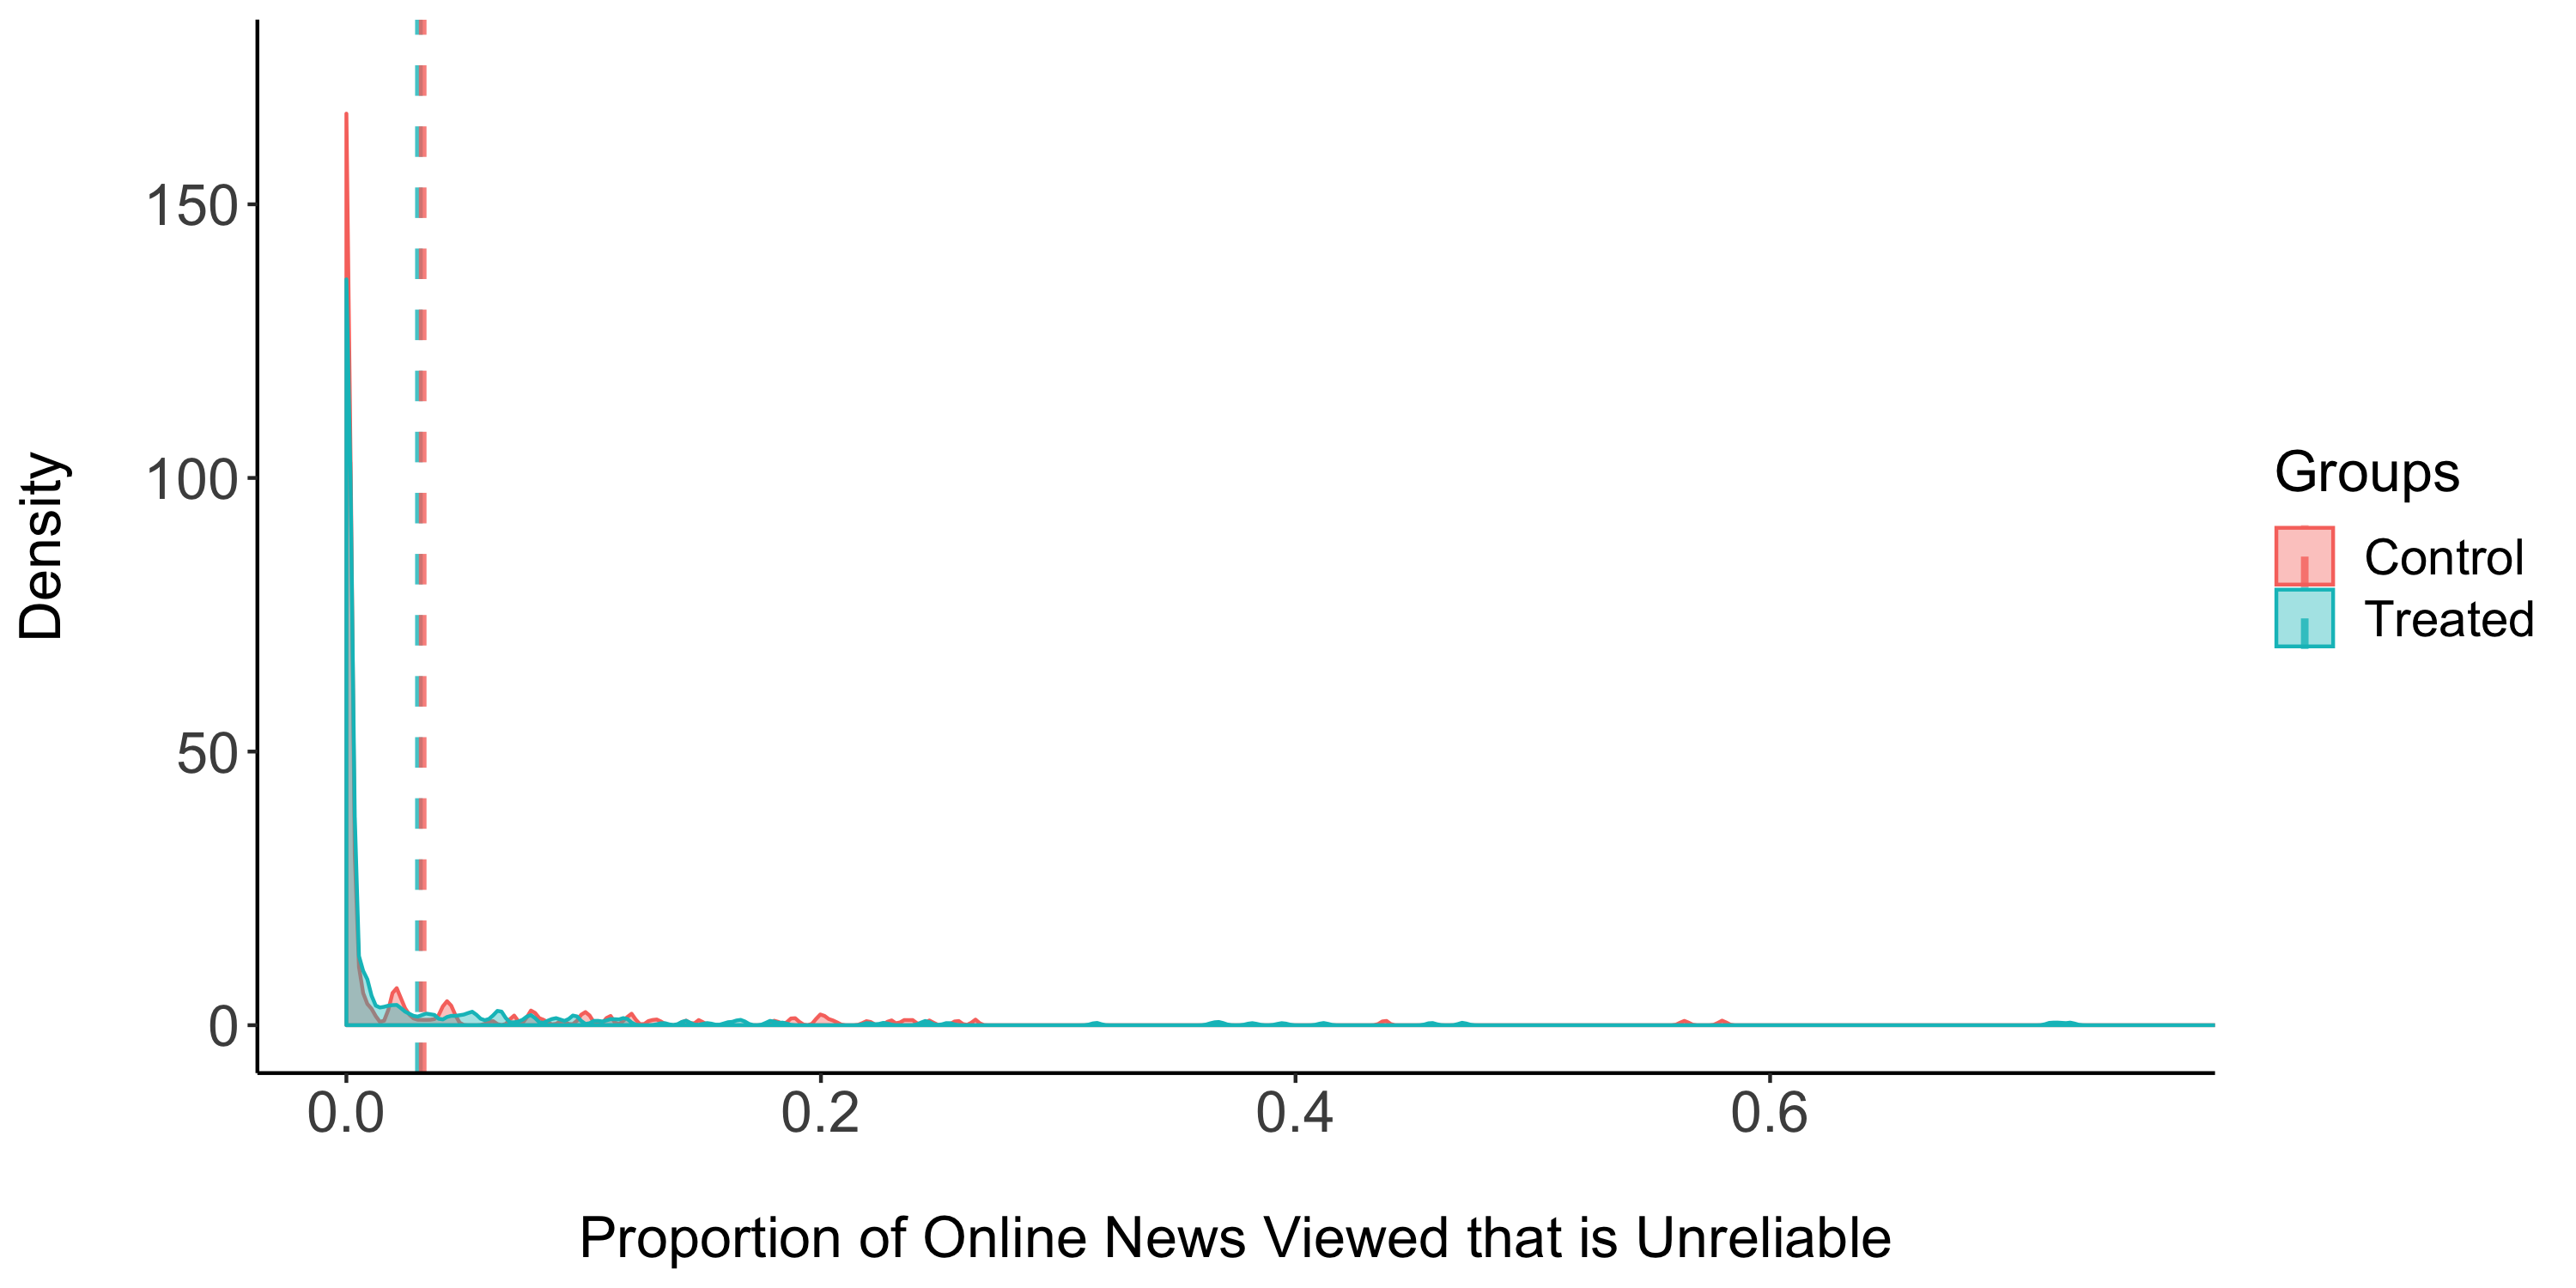 150
100
50
0
Density
0.0 0.2 0.4 0.6
Proportion of Online News Viewed that is Unreliable
Groups
Control
Treated